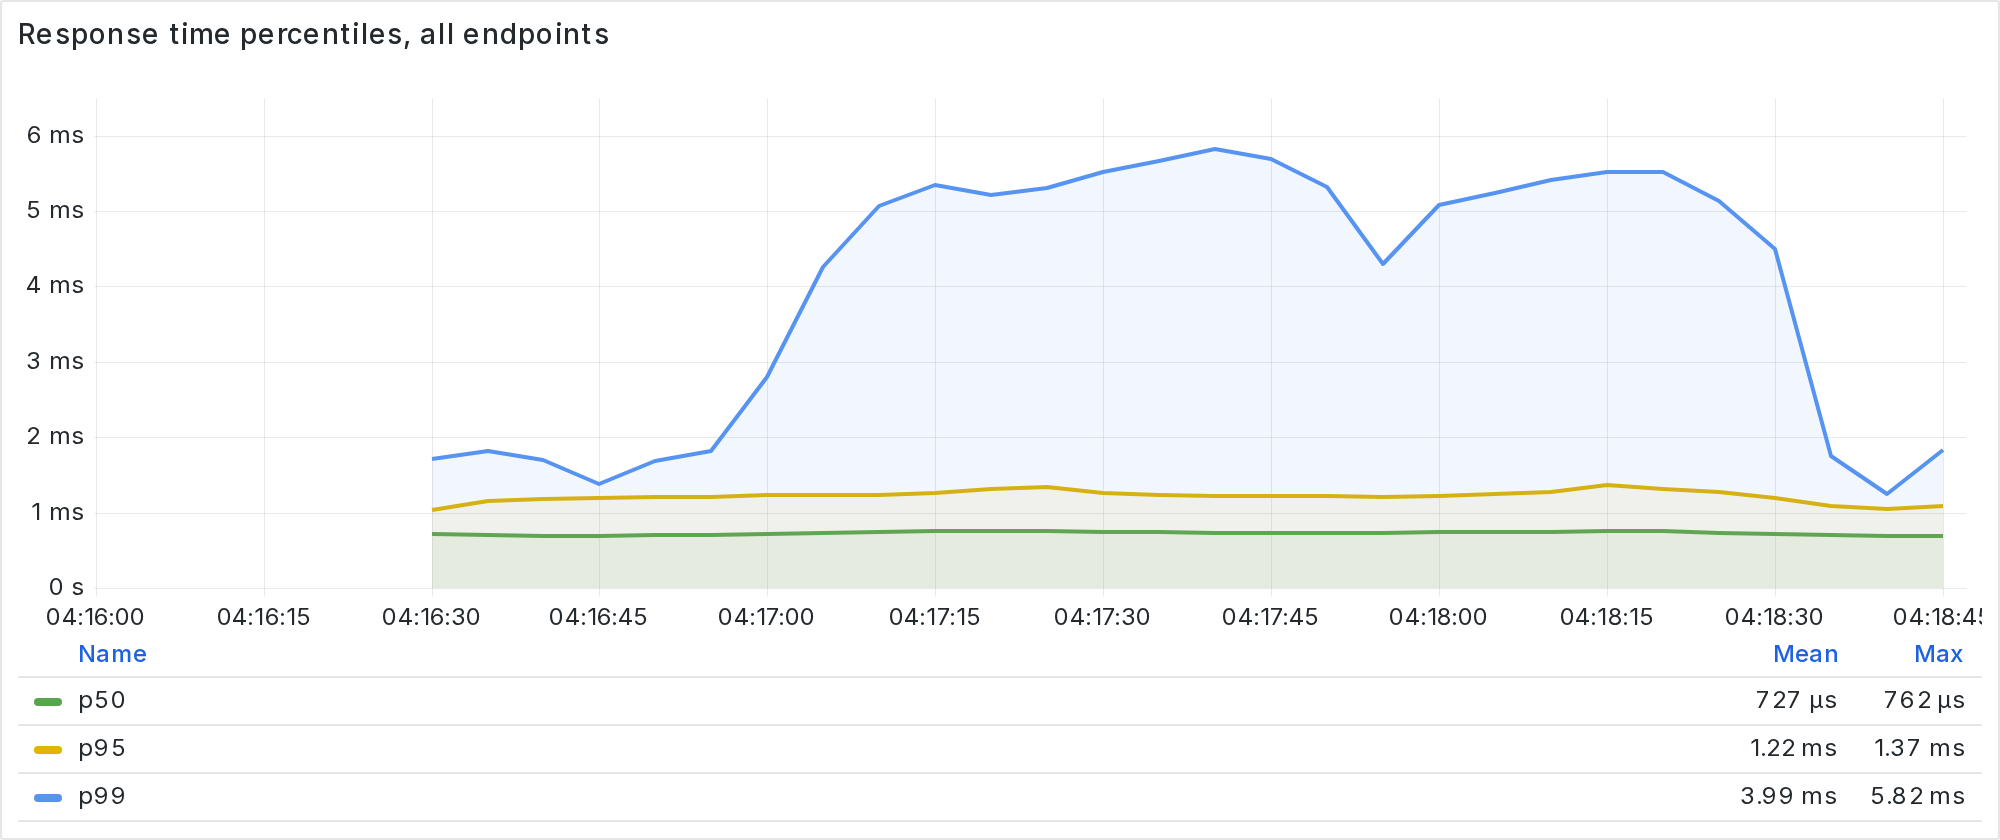 Response time percentiles, all endpoints
6 ms
5 ms
4 ms
3 ms
2 ms
1 ms
0 s
04:16:00 04:16:15 04:16:30 04:16:45 04:17:00 04:17:15 04:17:30 04:17:45 04:18:00 04:18:15 04:18:30 04:18:45
Name Mean Max
p50 727 µs 762 µs
p95 1.22 ms 1.37 ms
p99 3.99 ms 5.82 ms